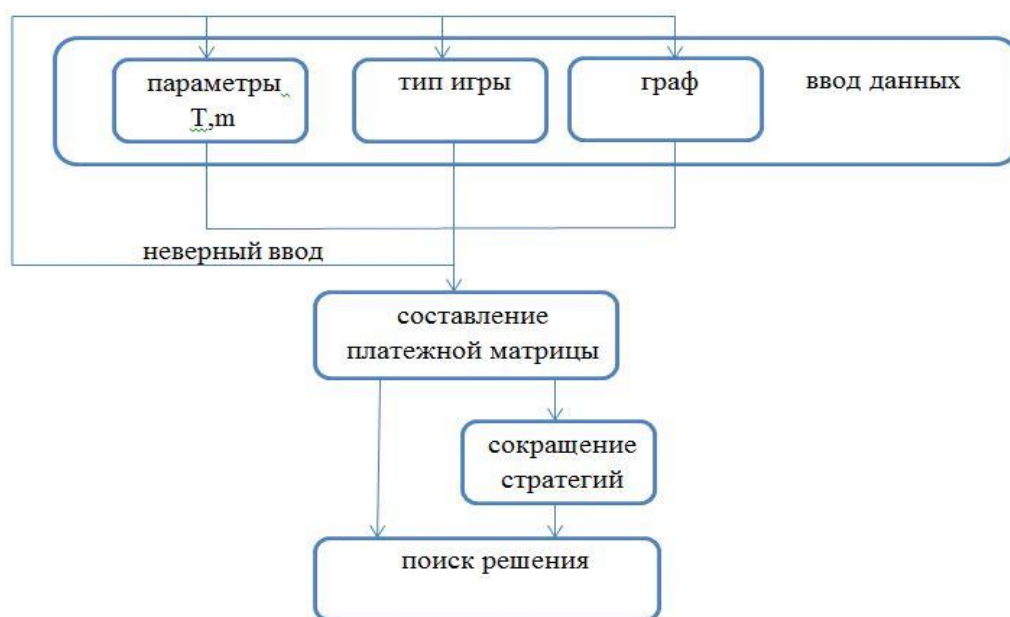 параметры
T,m
тип игры
граф
ввод данных
неверный ввод
составление
платежной матрицы
сокращение
стратегий
поиск решения